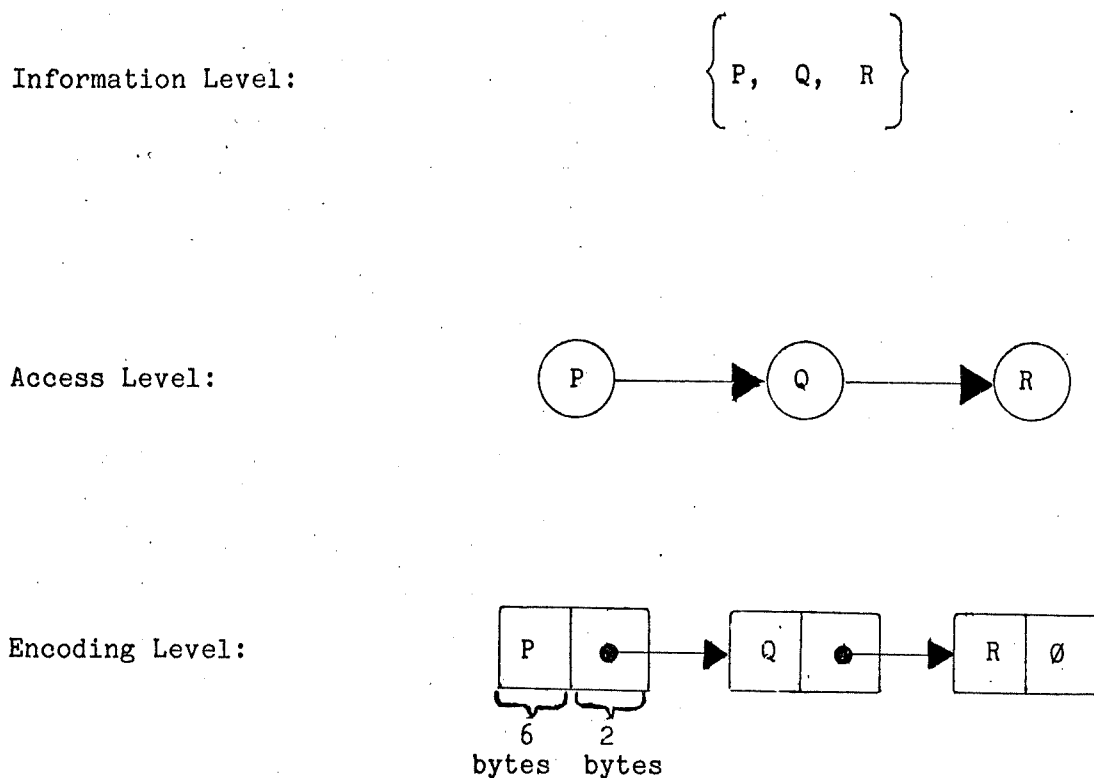 Information Level:
{ P, Q, R }
Access Level:
P
Q
R
Encoding Level:
P
Q
R
Ø
6
2
bytes
bytes